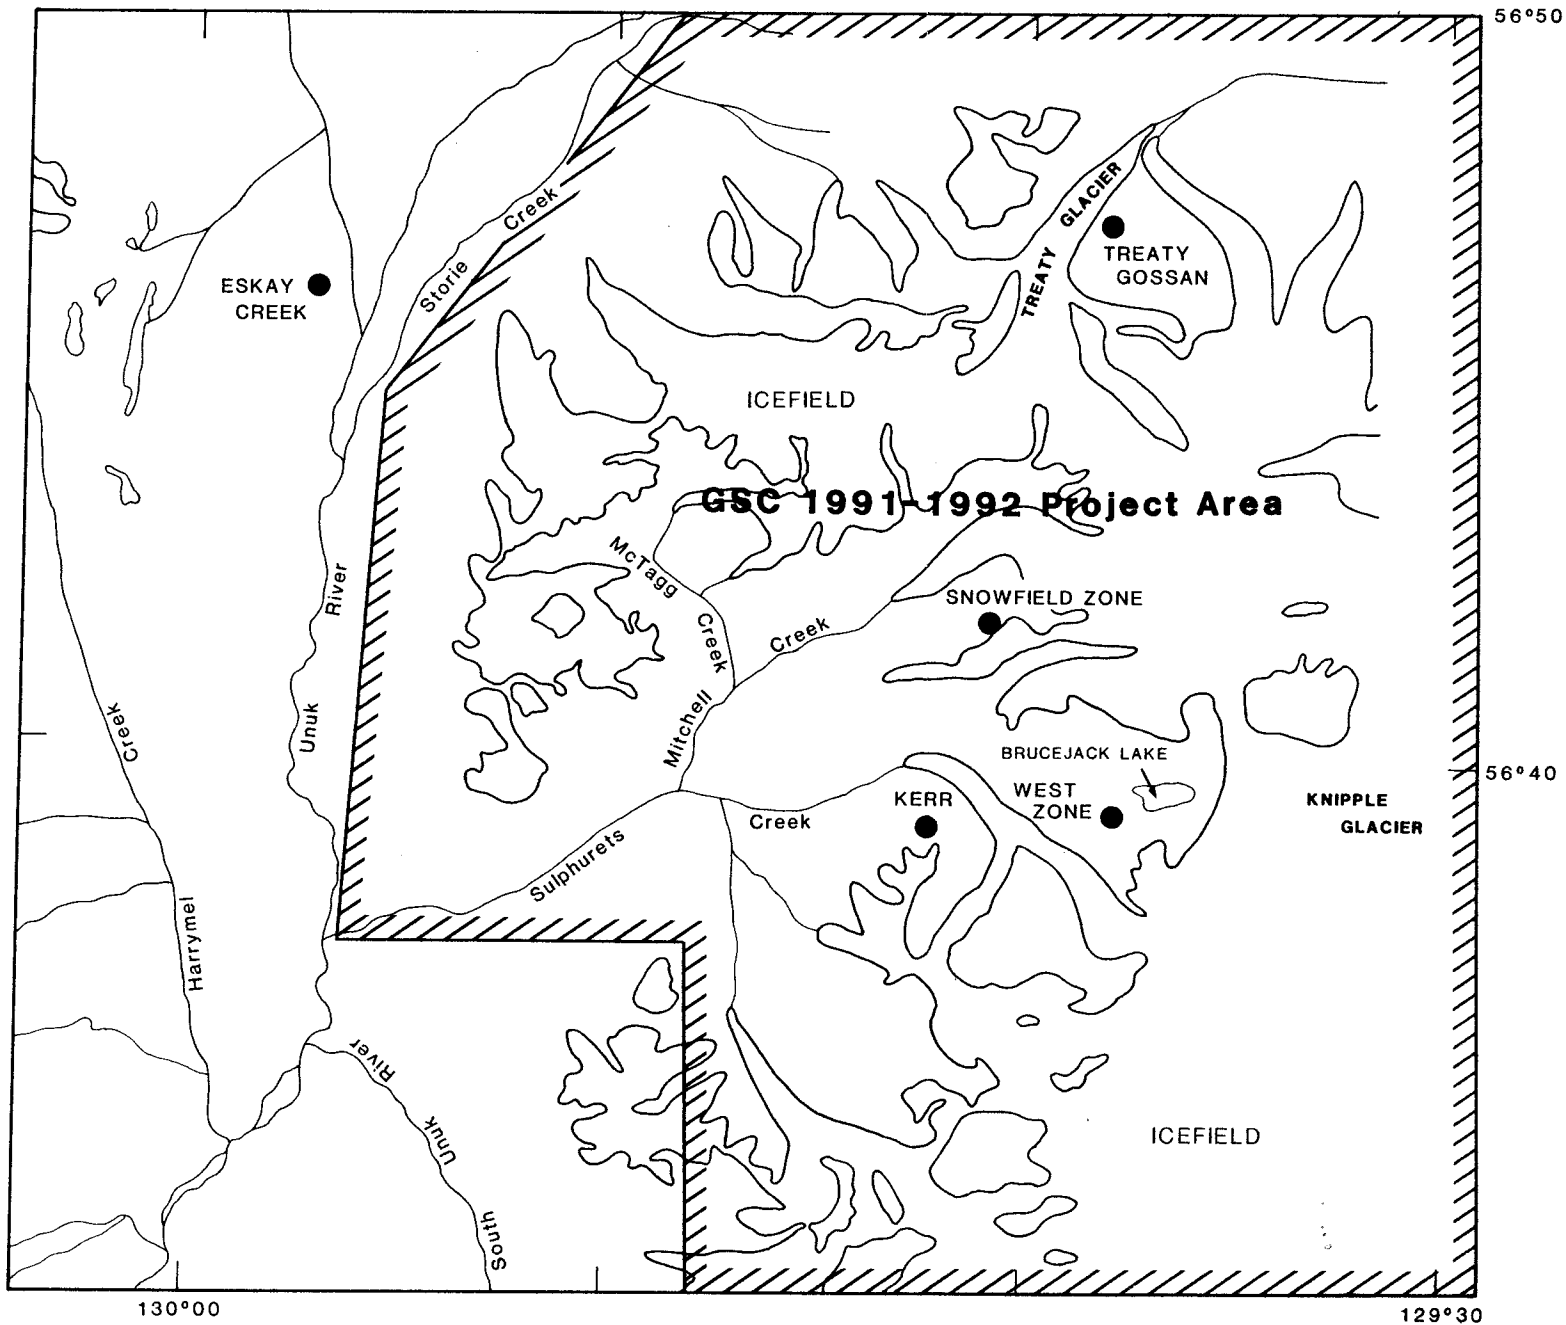 56°50
Creek
Storie
TREATY GLACIER
TREATY
GOSSAN
ESKAY
CREEK
ICEFIELD
GSC 1991-1992 Project Area
McTagg
Creek
River
Unuk
SNOWFIELD ZONE
Creek
Mitchell
Creek
BRUCEJACK LAKE
56°40
KERR
WEST
ZONE
KNIPPLE
GLACIER
Creek
Sulphurets
Harrymel
River
Unuk
South
ICEFIELD
130°00
129°30